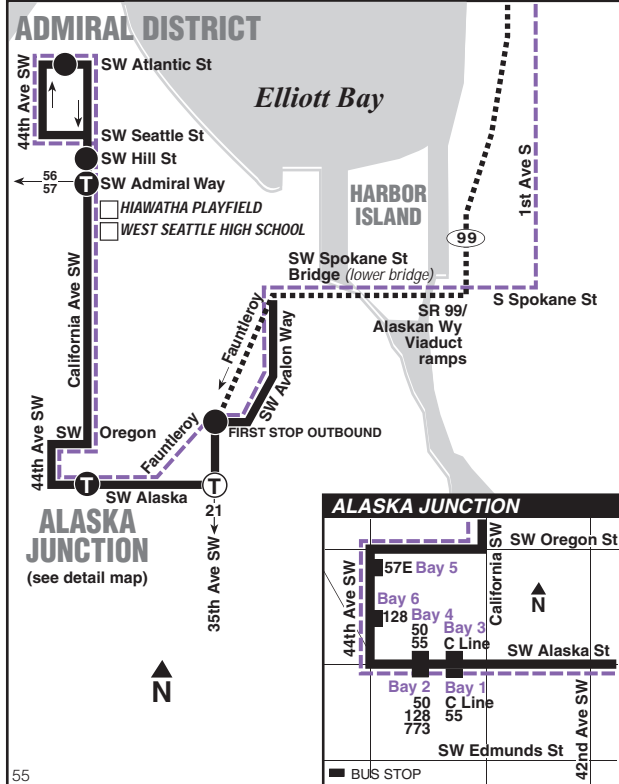 ADMIRAL DISTRICT
44th Ave SW
SW Atlantic St
SW Seattle St
SW Hill St
56
57
T
SW Admiral Way
HIAWATHA PLAYFIELD
WEST SEATTLE HIGH SCHOOL
Elliott Bay
HARBOR
ISLAND
99
1st Ave S
SW Spokane St
Bridge (lower bridge)
S Spokane St
SR 99/
Alaskan Wy
Viaduct
ramps
California Ave SW
Fauntleroy
SW Avalon Way
FIRST STOP OUTBOUND
44th Ave SW
SW Oregon
Fauntleroy
T
SW Alaska
T
21
35th Ave SW
ALASKA
JUNCTION
(see detail map)
N
55
ALASKA JUNCTION
SW Oregon St
California SW
44th Ave SW
57E Bay 5
Bay 6
128
Bay 4
50
55
Bay 3
C Line
N
SW Alaska St
Bay 2
50
128
773
Bay 1
C Line
55
42nd Ave SW
SW Edmunds St
BUS STOP